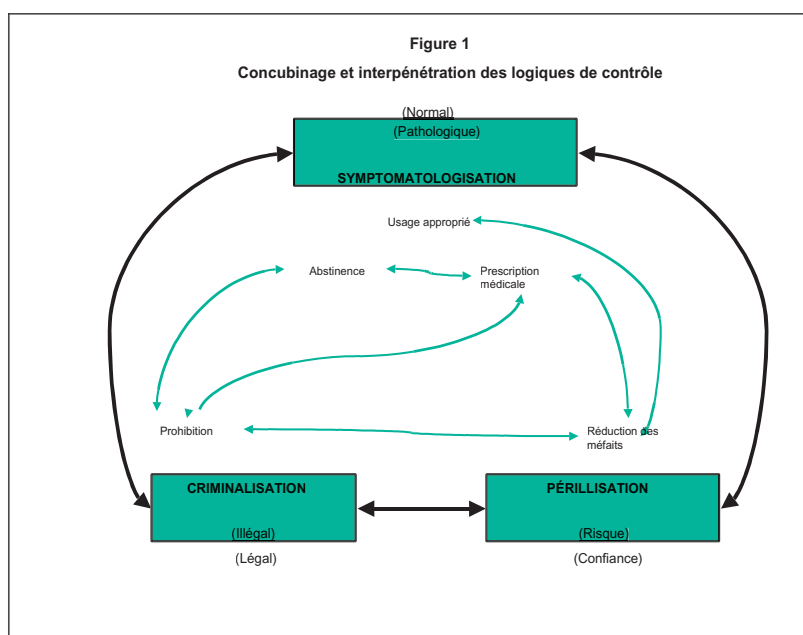 Figure 1
Concubinage et interpénétration des logiques de contrôle
(Normal)
(Pathologique)
SYMPTOMATOLOGISATION
Usage approprié
Abstinence
Prescription
médicale
Prohibition
Réduction des
méfaits
CRIMINALISATION
(Illégal)
(Légal)
PÉRILLISATION
(Risque)
(Confiance)